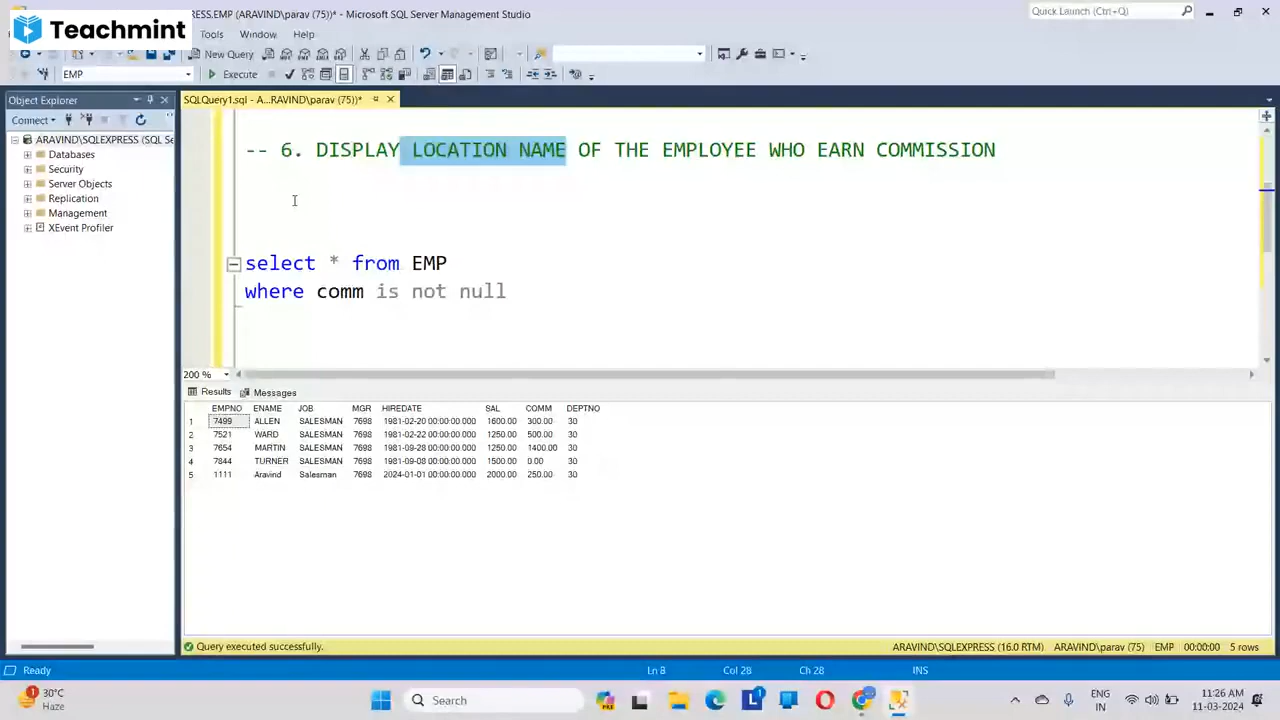 RESS.EMP (ARAVIND\parav (75))* - Microsoft SQL Server Management Studio
Quick Launch (Ctrl+Q)
Teachmint
Tools Window Help
New Query
EMP
Execute
Object Explorer
SQLQuery1.sql - A...RAVIND\parav (75))*
Connect
ARAVIND\SQLEXPRESS (SQL Se
Databases
Security
Server Objects
Replication
Management
XEvent Profiler
-- 6. DISPLAY LOCATION NAME OF THE EMPLOYEE WHO EARN COMMISSION
select * from EMP
where comm is not null
200 %
Results Messages
EMPNO ENAME JOB MGR HIREDATE SAL COMM DEPTNO
1 7499 ALLEN SALESMAN 7698 1981-02-20 00:00:00.000 1600.00 300.00 30
2 7521 WARD SALESMAN 7698 1981-02-22 00:00:00.000 1250.00 500.00 30
3 7654 MARTIN SALESMAN 7698 1981-09-28 00:00:00.000 1250.00 1400.00 30
4 7844 TURNER SALESMAN 7698 1981-09-08 00:00:00.000 1500.00 0.00 30
5 1111 Aravind Salesman 7698 2024-01-01 00:00:00.000 2000.00 250.00 30
Query executed successfully.
ARAVIND\SQLEXPRESS (16.0 RTM) ARAVIND\parav (75) EMP 00:00:00 5 rows
Ready Ln 8 Col 28 Ch 28 INS
30°C
Haze
Search
ENG
IN
11:26 AM
11-03-2024